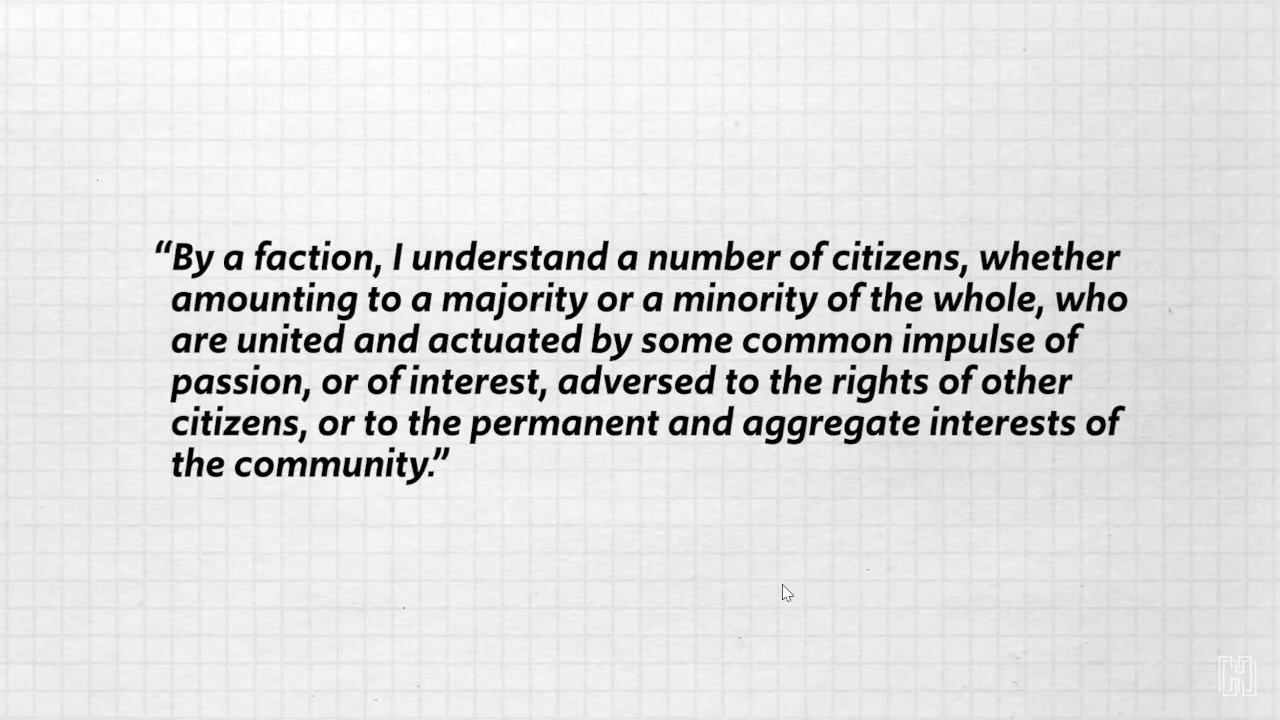 “By a faction, I understand a number of citizens, whether
amounting to a majority or a minority of the whole, who
are united and actuated by some common impulse of
passion, or of interest, adversed to the rights of other
citizens, or to the permanent and aggregate interests of
the community.”